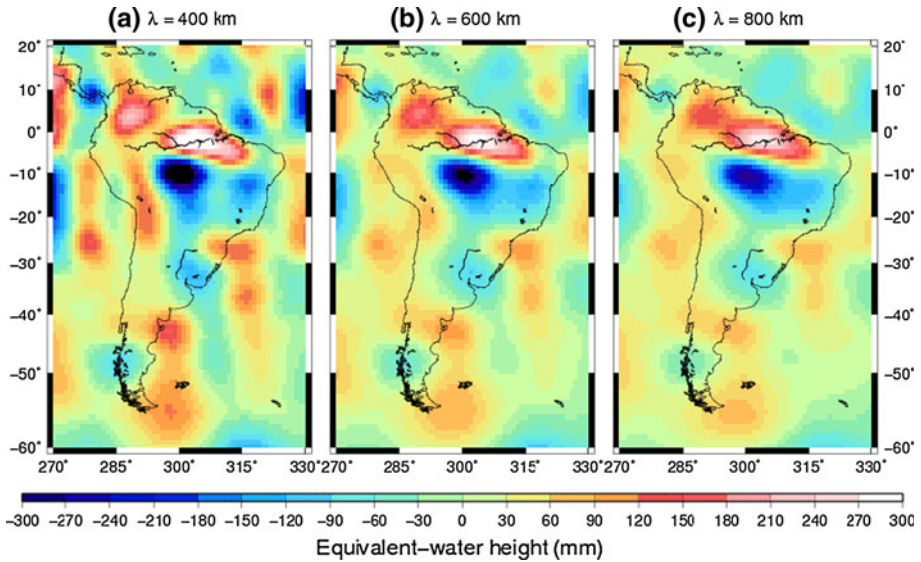 (a) λ = 400 km (b) λ = 600 km (c) λ = 800 km
20° 20°
10° 10°
0° 0°
−10° −10°
−20° −20°
−30° −30°
−40° −40°
−50° −50°
−60° −60°
270° 285° 300° 315° 330° 270° 285° 300° 315° 330° 270° 285° 300° 315° 330°
−300 −270 −240 −210 −180 −150 −120 −90 −60 −30 0 30 60 90 120 150 180 210 240 270 300
Equivalent−water height (mm)